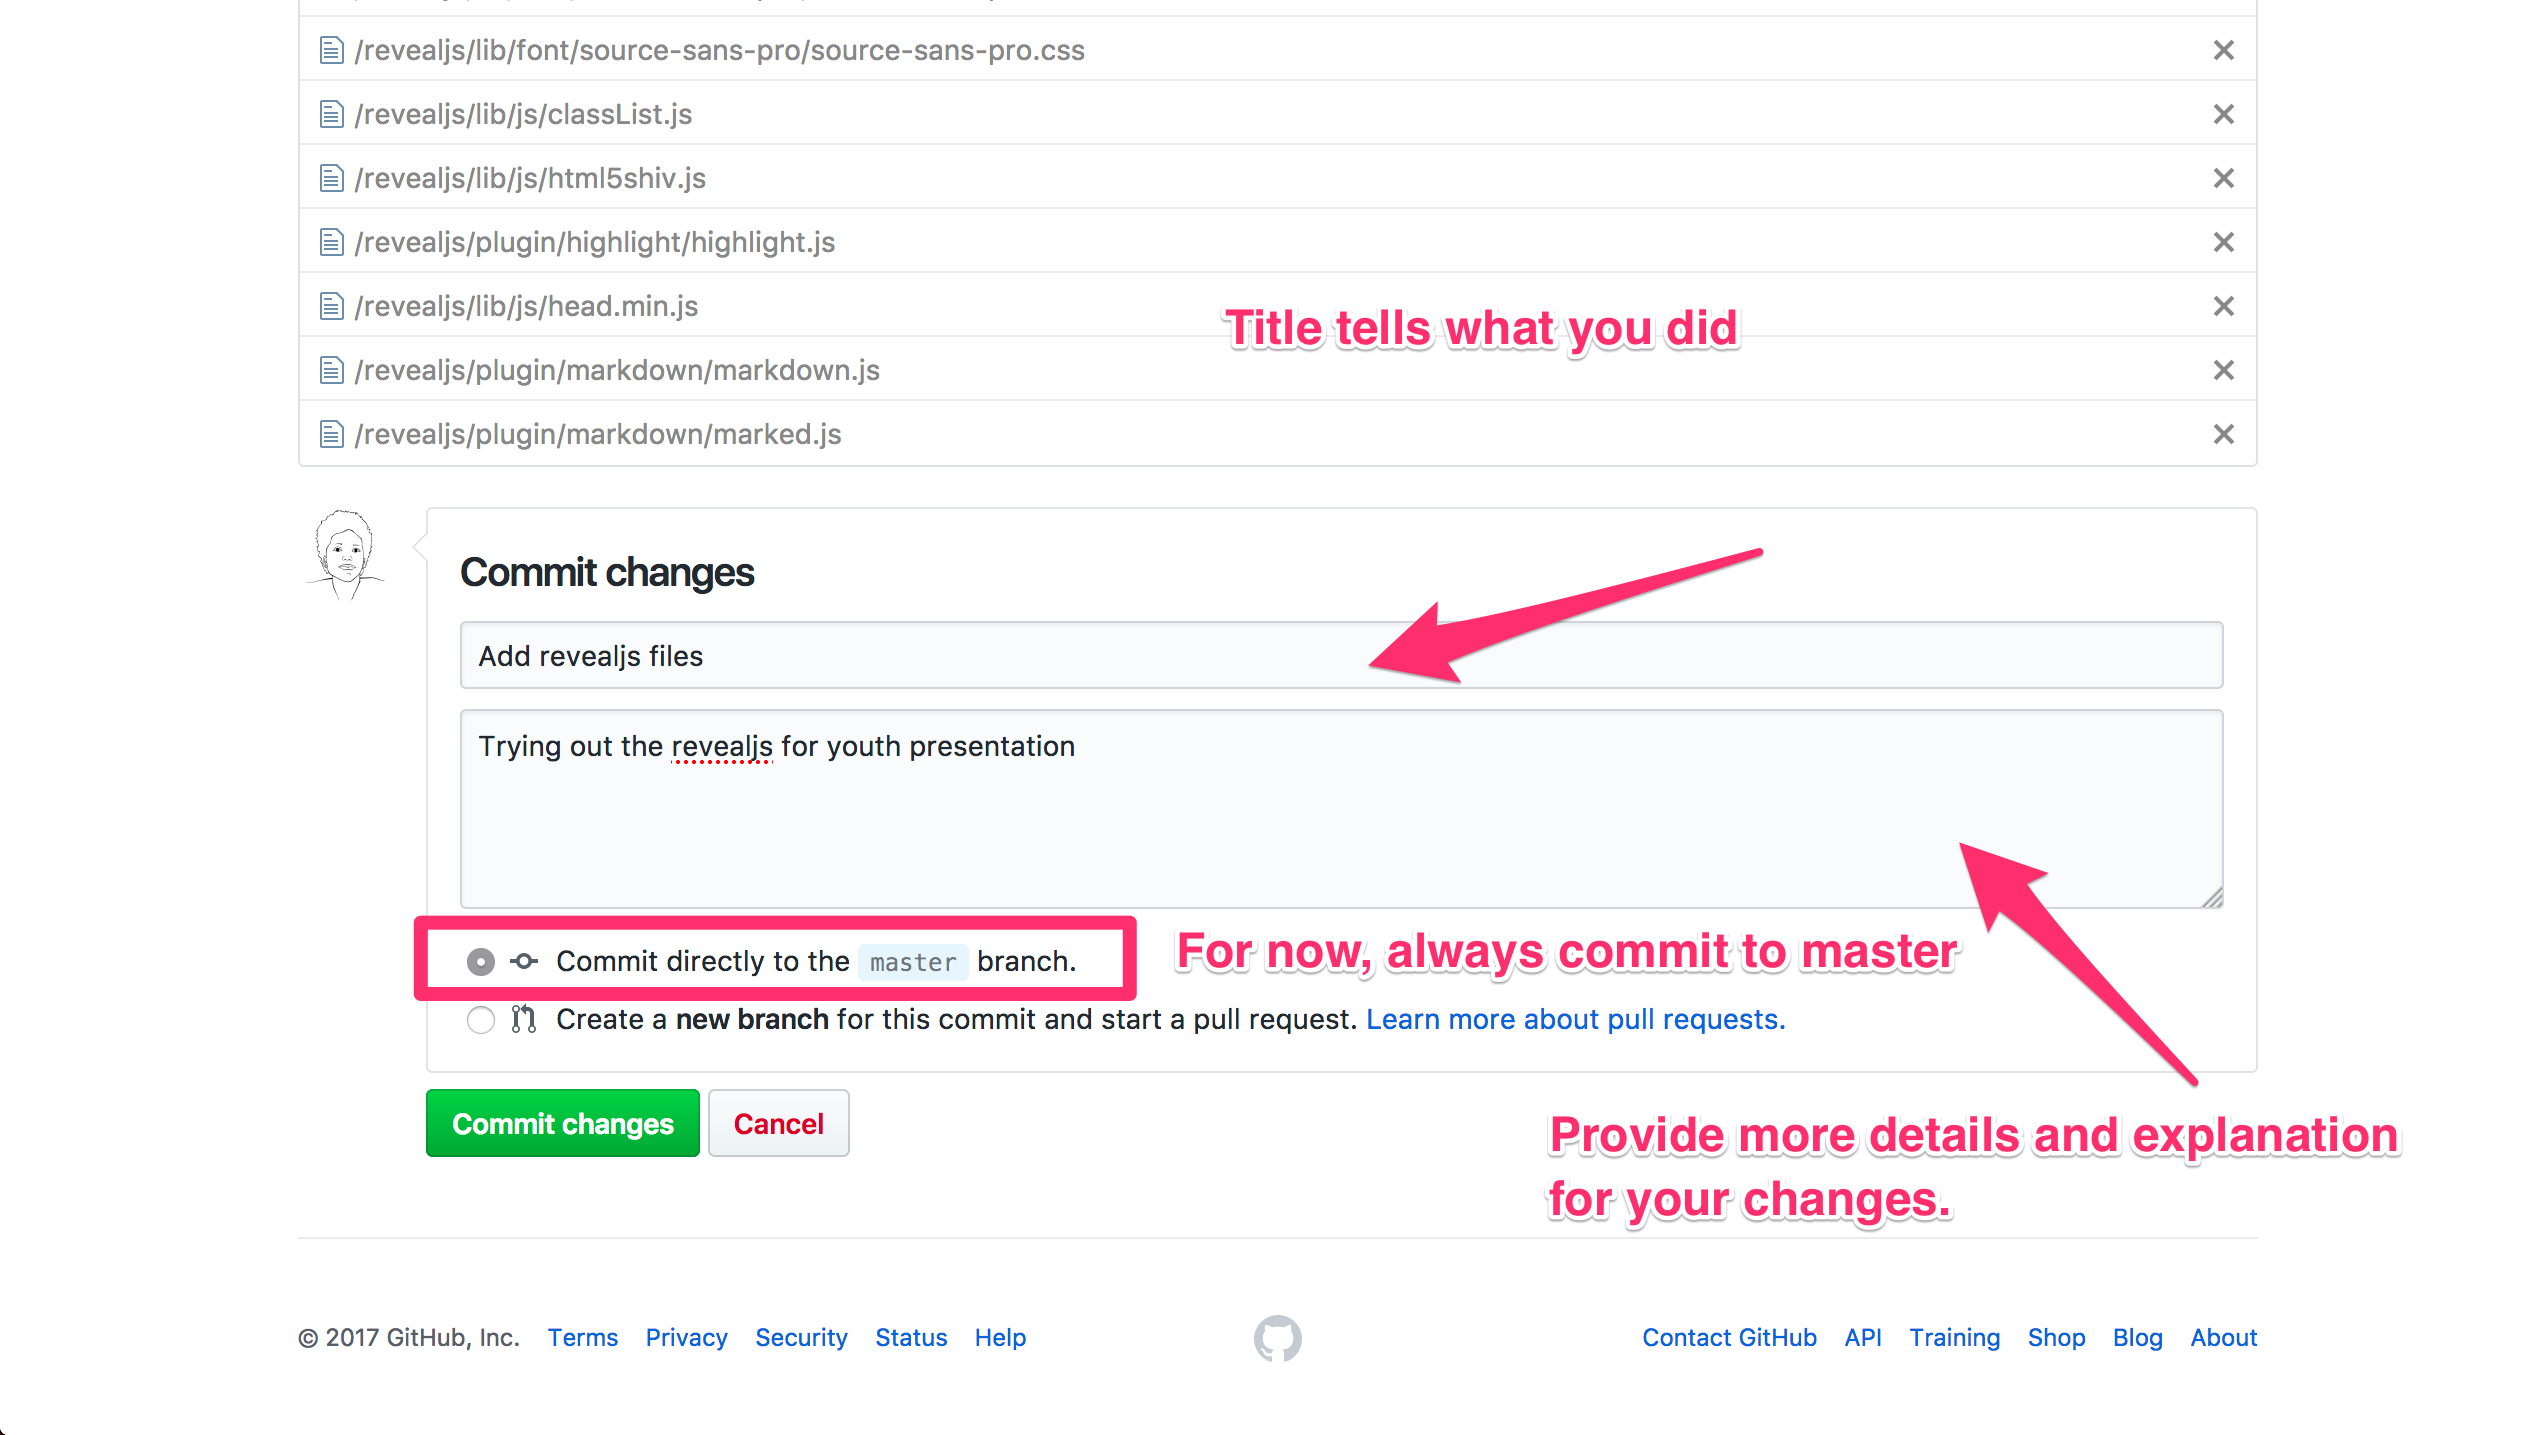 /revealjs/lib/font/source-sans-pro/source-sans-pro.css
/revealjs/lib/js/classList.js
/revealjs/lib/js/html5shiv.js
/revealjs/plugin/highlight/highlight.js
/revealjs/lib/js/head.min.js
Title tells what you did
/revealjs/plugin/markdown/markdown.js
/revealjs/plugin/markdown/marked.js
Commit changes
Add revealjs files
Trying out the revealjs for youth presentation
Commit directly to the master branch.
For now, always commit to master
Create a new branch for this commit and start a pull request. Learn more about pull requests.
Commit changes
Cancel
Provide more details and explanation
for your changes.
© 2017 GitHub, Inc. Terms Privacy Security Status Help
Contact GitHub API Training Shop Blog About